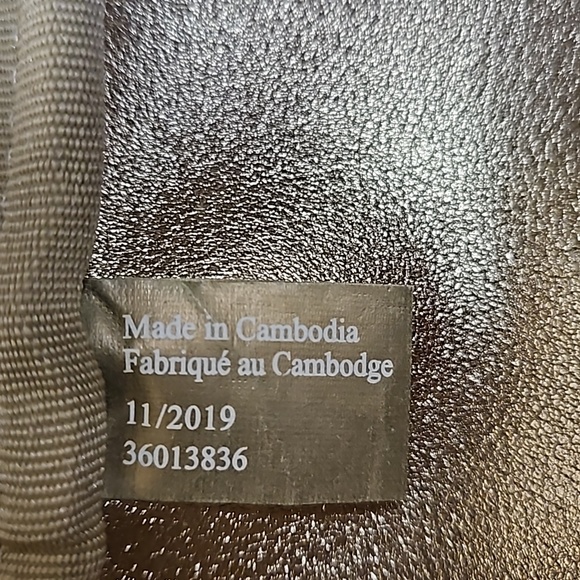 Made in Cambodia
Fabriqué au Cambodge
11/2019
36013836